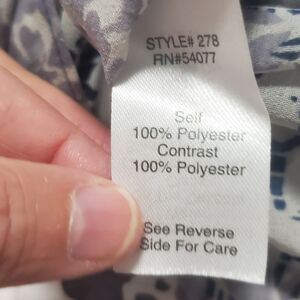 STYLE# 278
RN#54077
Self
100% Polyester
Contrast
100% Polyester
See Reverse
Side For Care